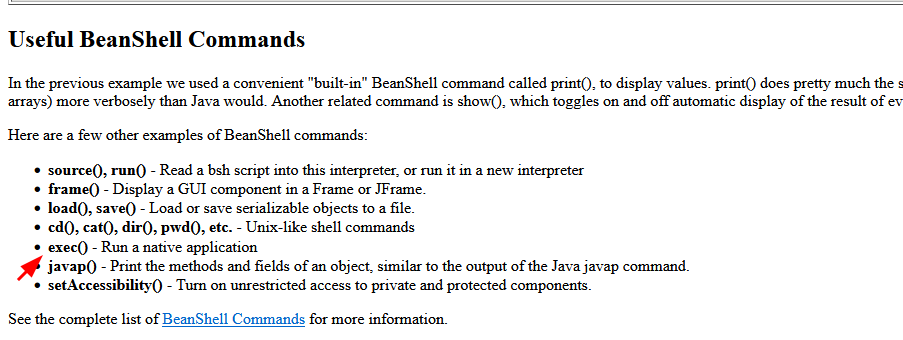 Useful BeanShell Commands
In the previous example we used a convenient "built-in" BeanShell command called print(), to display values. print() does pretty much the
arrays) more verbosely than Java would. Another related command is show(), which toggles on and off automatic display of the result of
Here are a few other examples of BeanShell commands:
• source(), run() - Read a bsh script into this interpreter, or run it in a new interpreter
• frame() - Display a GUI component in a Frame or JFrame.
• load(), save() - Load or save serializable objects to a file.
• cd(), cat(), dir(), pwd(), etc. - Unix-like shell commands
• exec() - Run a native application
• javap() - Print the methods and fields of an object, similar to the output of the Java javap command.
• setAccessibility() - Turn on unrestricted access to private and protected components.
See the complete list of BeanShell Commands for more information.